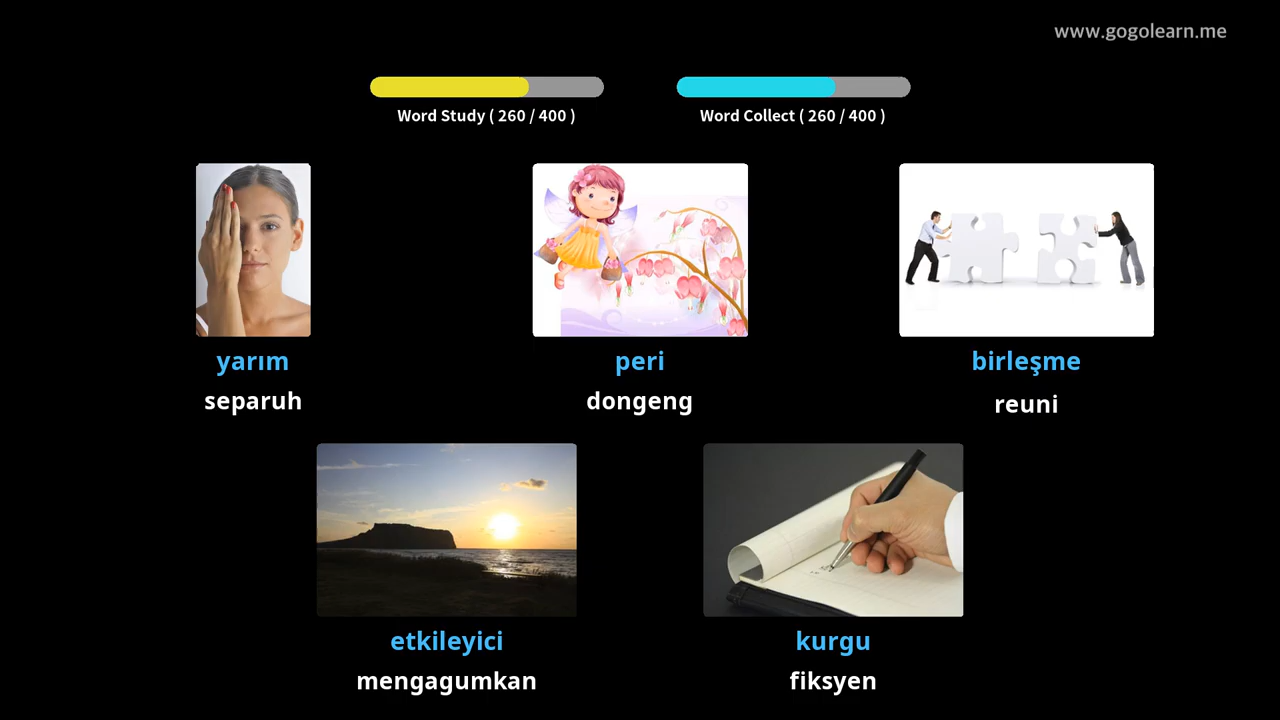 www.gogolearn.me
Word Study ( 260 / 400 )
Word Collect ( 260 / 400 )
yarım
separuh
peri
dongeng
birleşme
reuni
etkileyici
mengagumkan
kurgu
fiksyen